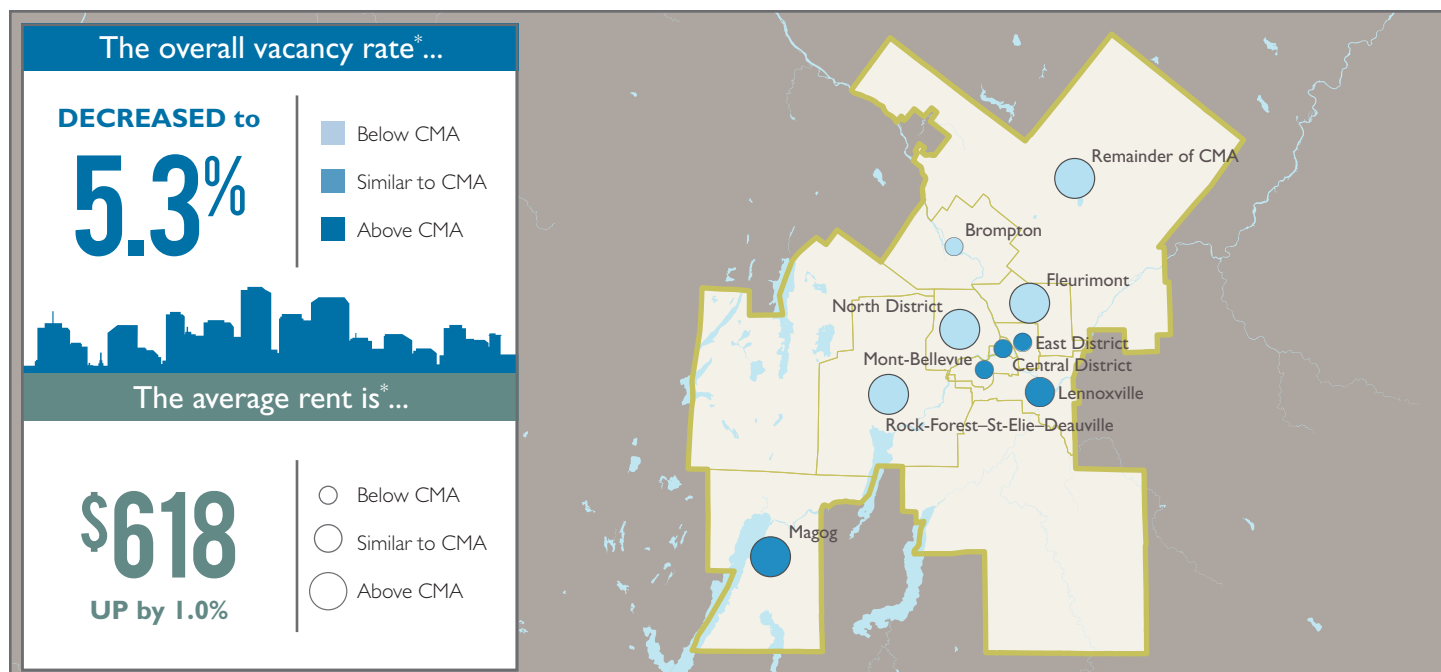 The overall vacancy rate*...
DECREASED to
5.3%
Below CMA
Similar to CMA
Above CMA
The average rent is*...
$618
UP by 1.0%
Below CMA
Similar to CMA
Above CMA
Remainder of CMA
Brompton
Fleurimont
North District
East District
Mont-Bellevue
Central District
Lennoxville
Rock-Forest–St-Elie–Deauville
Magog